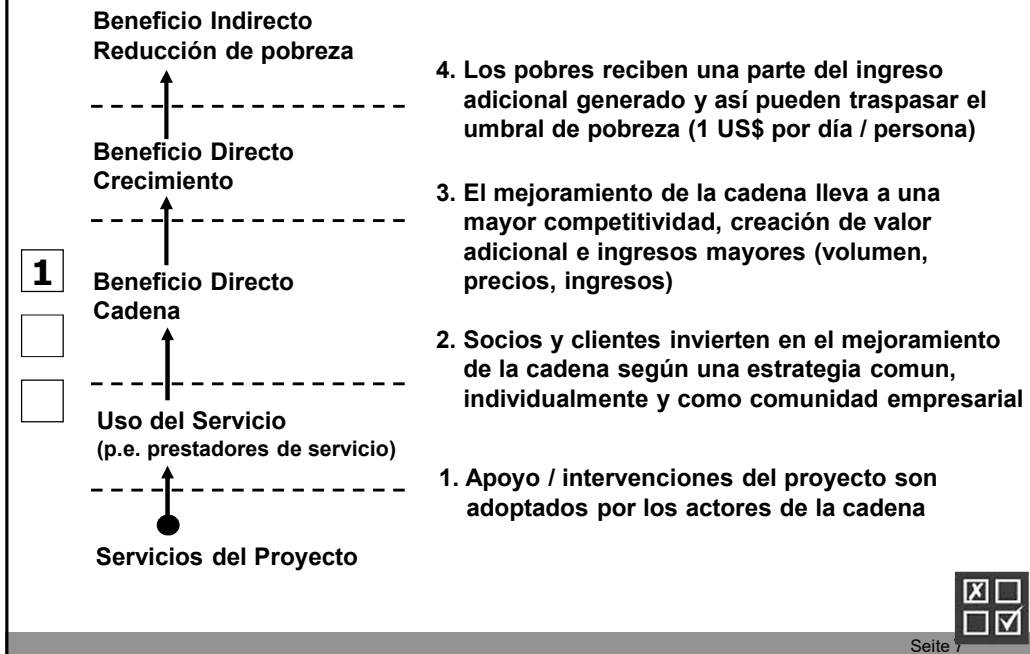 Beneficio Indirecto
Reducción de pobreza
Beneficio Directo
Crecimiento
1
Beneficio Directo
Cadena
Uso del Servicio
(p.e. prestadores de servicio)
Servicios del Proyecto
4. Los pobres reciben una parte del ingreso
adicional generado y así pueden traspasar el
umbral de pobreza (1 US$ por día / persona)
3. El mejoramiento de la cadena lleva a una
mayor competitividad, creación de valor
adicional e ingresos mayores (volumen,
precios, ingresos)
2. Socios y clientes invierten en el mejoramiento
de la cadena según una estrategia comun,
individualmente y como comunidad empresarial
1. Apoyo / intervenciones del proyecto son
adoptados por los actores de la cadena
Seite 7